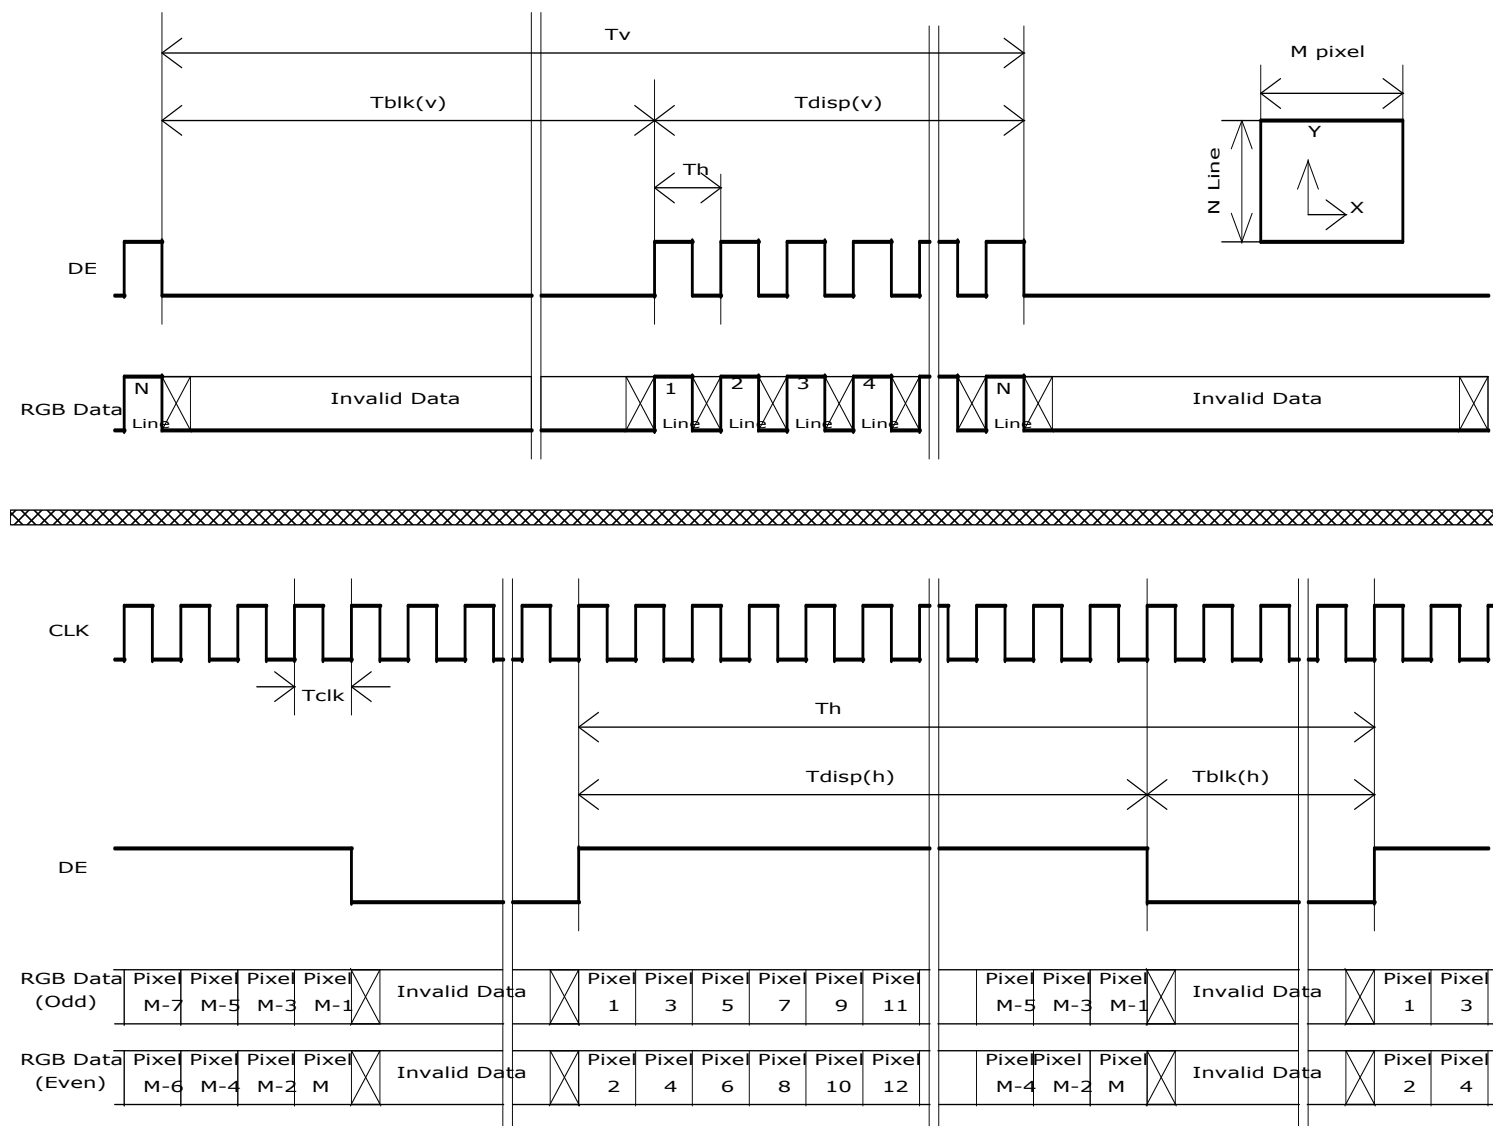 Tv
M pixel
Tblk(v) Tdisp(v)
Y
Th
N Line
X
DE
N 1 2 3 4 N
Invalid Data Invalid Data
RGB Data
Line Line Line Line Line Line
CLK
Tclk
Th
Tdisp(h) Tblk(h)
DE
RGB Data Pixel Pixel Pixel Pixel Pixel Pixel Pixel Pixel Pixel Pixel Pixel Pixel Pixel Pixel Pixel
Invalid Data Invalid Data
(Odd) M-7 M-5 M-3 M-1 1 3 5 7 9 11 M-5 M-3 M-1 1 3
RGB Data Pixel Pixel Pixel Pixel Pixel Pixel Pixel Pixel Pixel Pixel Pixel Pixel Pixel Pixel Pixel
Invalid Data Invalid Data
(Even) M-6 M-4 M-2 M 2 4 6 8 10 12 M-4 M-2 M 2 4